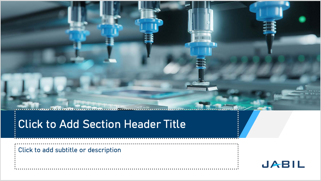 Click to Add Section Header Title
Click to add subtitle or description
JABIL